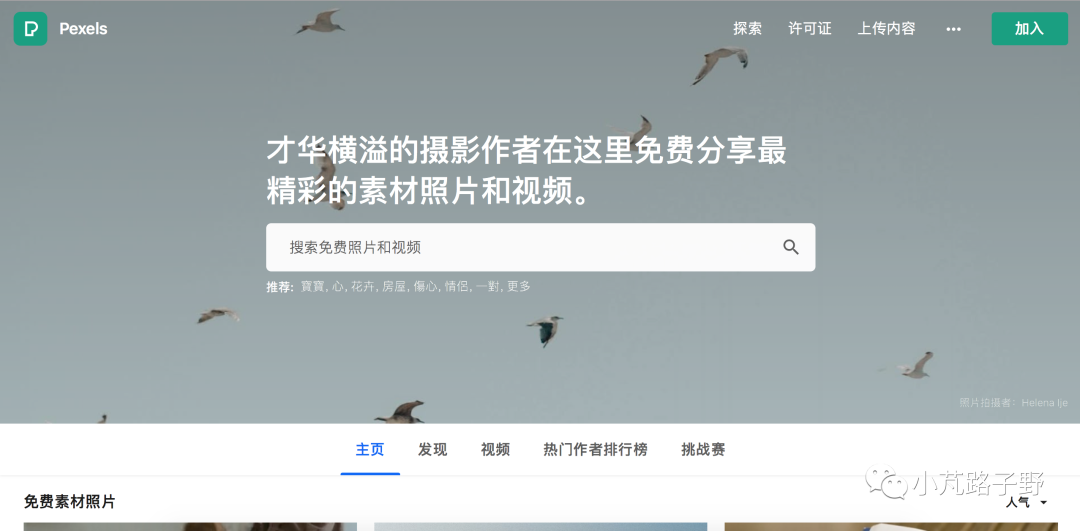 Pexels
探索 许可证 上传内容 ••• 加入
才华横溢的摄影作者在这里免费分享最
精彩的素材照片和视频。
搜索免费照片和视频
推荐: 寶寶, 心, 花卉, 房屋, 傷心, 情侶, 一對, 更多
照片拍摄者: Helena Ije
主页 发现 视频 热门作者排行榜 挑战赛
小芃路子野
免费素材照片 人气